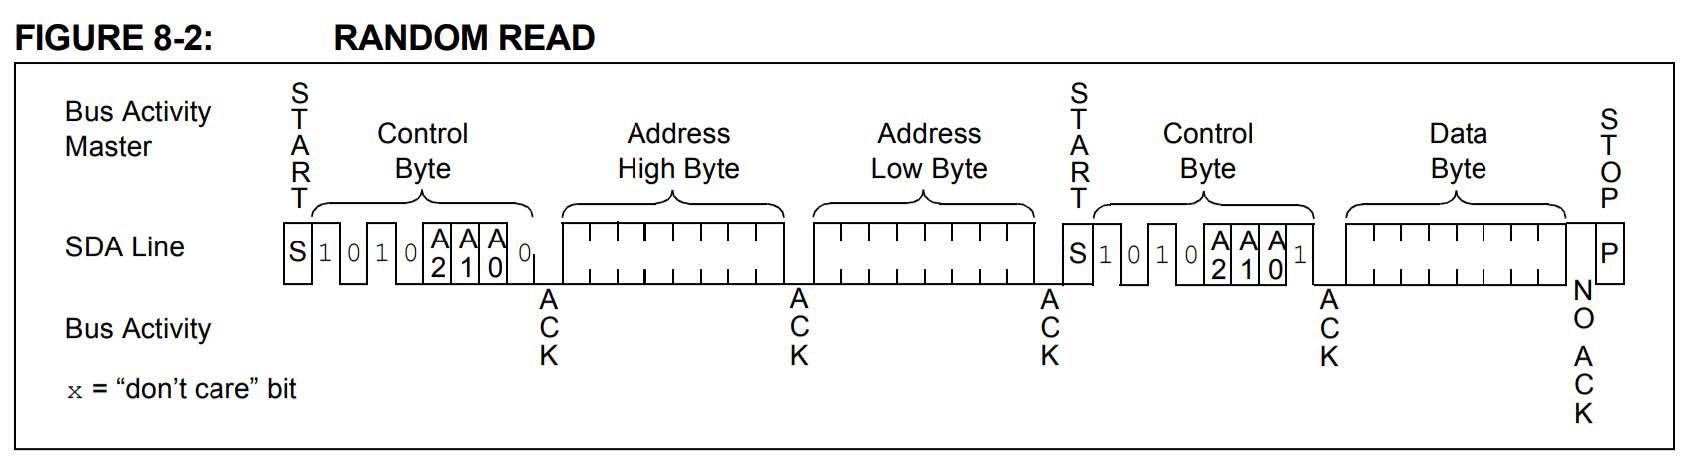 FIGURE 8-2: RANDOM READ
Bus Activity
Master
START
Control
Byte
Address
High Byte
Address
Low Byte
START
Control
Byte
Data
Byte
STOP
SDA Line
S 1 0 1 0 A2 A1 A0 0
S 1 0 1 0 A2 A1 A0 1
P
Bus Activity
ACK
ACK
ACK
ACK
NO ACK
x = “don’t care” bit